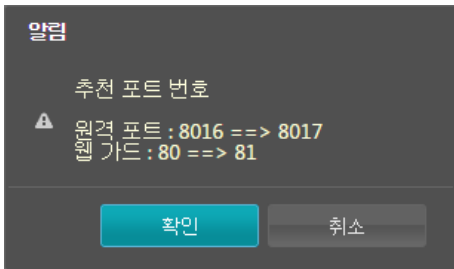 알림
추천 포트 번호
원격 포트 : 8016 ==> 8017
웹 가드 : 80 ==> 81
확인
취소